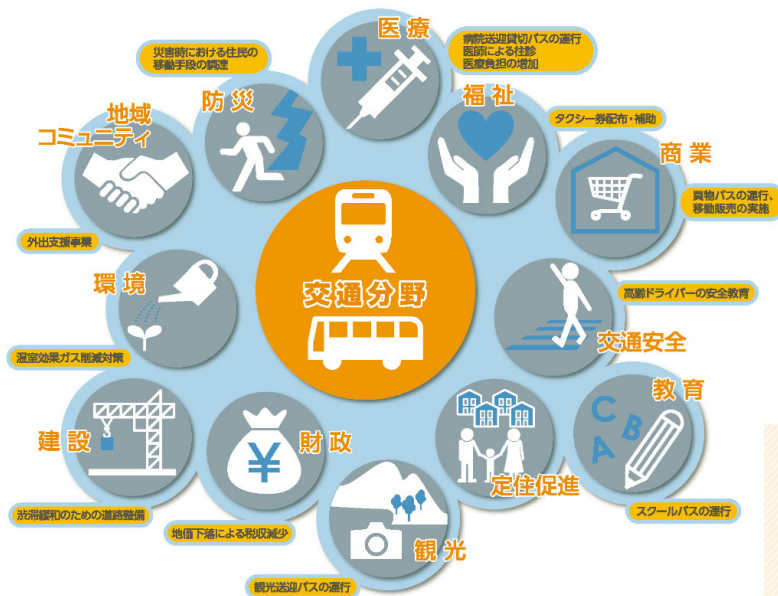 医療
病院送迎貸切バスの運行
医師による往診
医療負担の増加
災害時における住民の
移動手段の調達
防災
福祉
タクシー券配布・補助
地域
コミュニティ
商業
買物バスの運行、
移動販売の実施
外出支援事業
環境
交通分野
高齢ドライバーの安全教育
交通安全
温室効果ガス削減対策
教育
C
B
A
建設
財政
¥
定住促進
渋滞緩和のための道路整備
地価下落による税収減少
スクールバスの運行
観光
観光送迎バスの運行